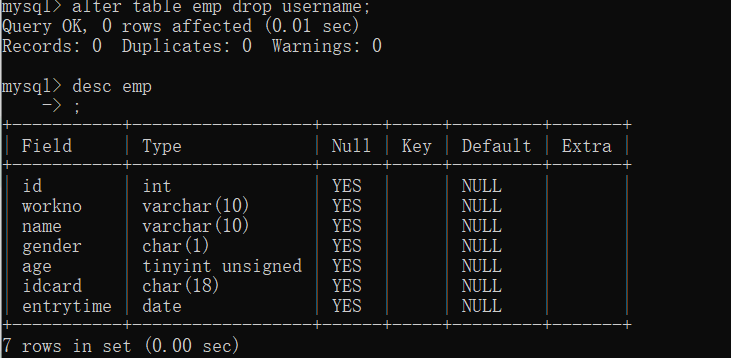 mysql> alter table emp drop username;
Query OK, 0 rows affected (0.01 sec)
Records: 0  Duplicates: 0  Warnings: 0

mysql> desc emp
    -> ;
+-----------+------------------+------+-----+---------+-------+
| Field     | Type             | Null | Key | Default | Extra |
+-----------+------------------+------+-----+---------+-------+
| id        | int              | YES  |     | NULL    |       |
| workno    | varchar(10)      | YES  |     | NULL    |       |
| name      | varchar(10)      | YES  |     | NULL    |       |
| gender    | char(1)          | YES  |     | NULL    |       |
| age       | tinyint unsigned | YES  |     | NULL    |       |
| idcard    | char(18)         | YES  |     | NULL    |       |
| entrytime | date             | YES  |     | NULL    |       |
+-----------+------------------+------+-----+---------+-------+
7 rows in set (0.00 sec)